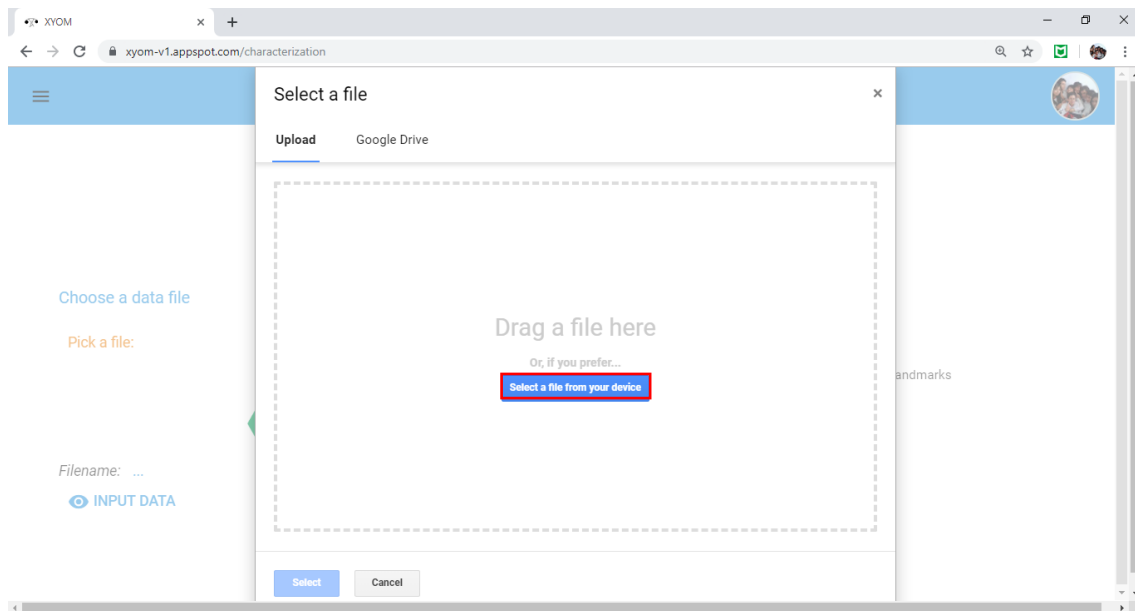 XYOM
xyom-v1.appspot.com/characterization
Select a file
Upload Google Drive
Choose a data file
Pick a file:
Drag a file here
Or, if you prefer...
Select a file from your device
andmarks
Filename: ...
INPUT DATA
Select Cancel